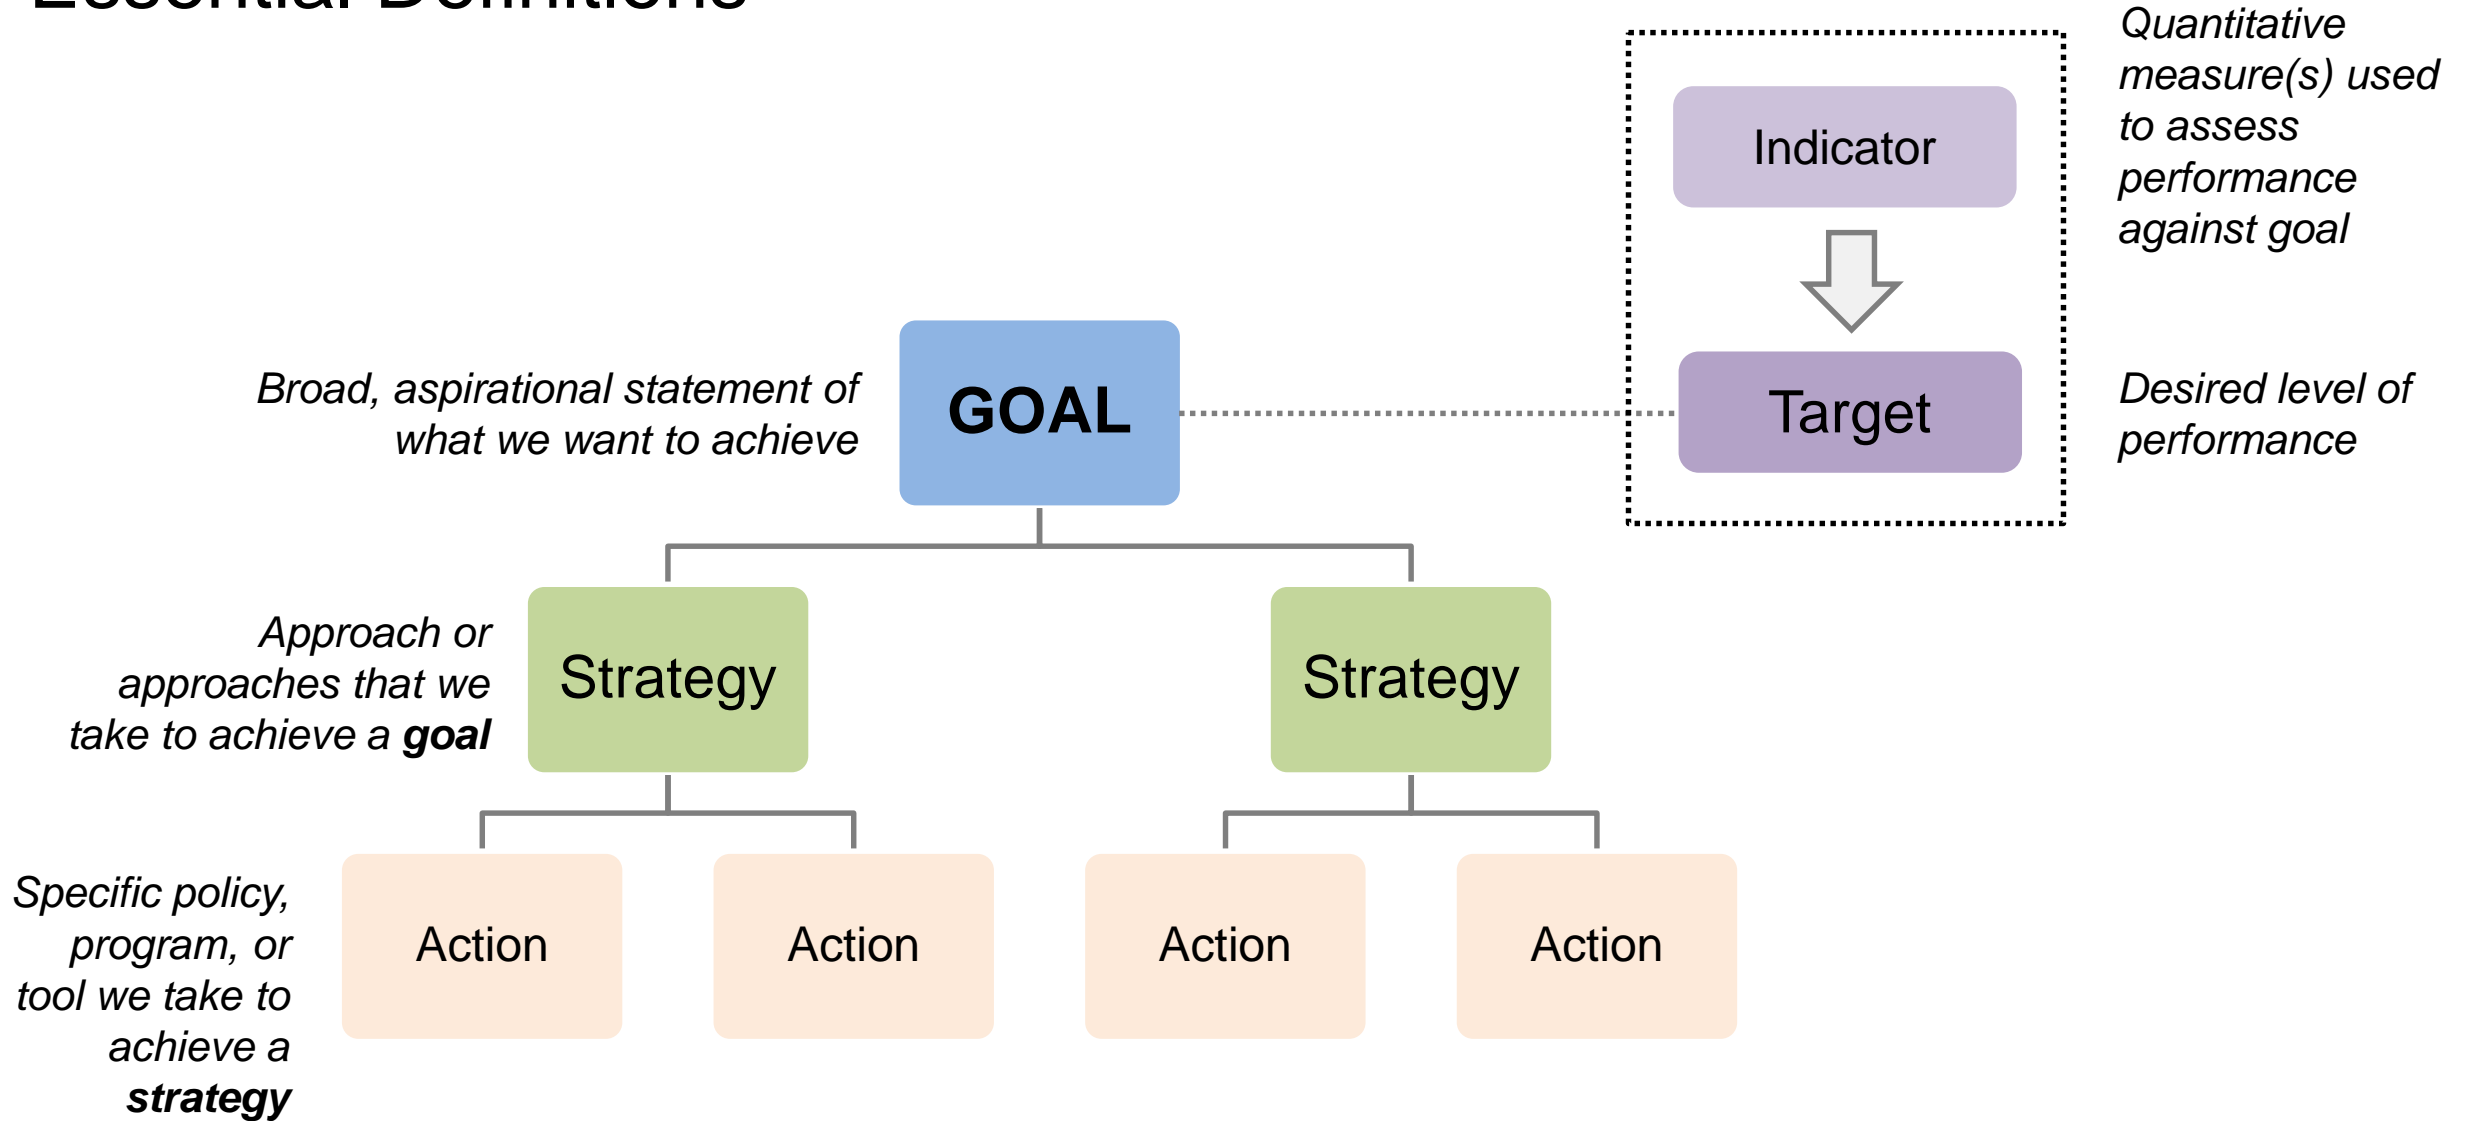 Essential Definitions
Quantitative
measure(s) used
to assess
performance
against goal
Indicator
Broad, aspirational statement of
what we want to achieve
GOAL
Target
Desired level of
performance
Approach or
approaches that we
take to achieve a goal
Strategy
Strategy
Specific policy,
program, or
tool we take to
achieve a
strategy
Action
Action
Action
Action